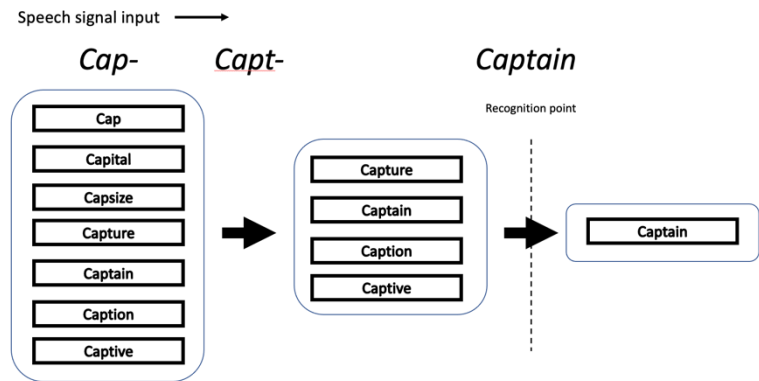 Speech signal input
Cap-
Capt-
Captain
Recognition point
Cap
Capital
Capsize
Capture
Captain
Caption
Captive
Capture
Captain
Caption
Captive
Captain